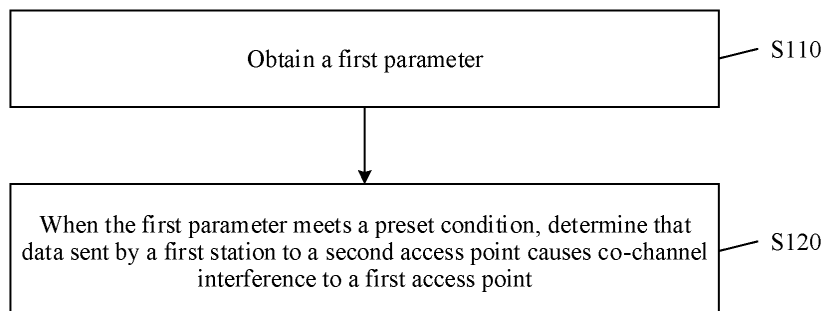 Obtain a first parameter
S110
When the first parameter meets a preset condition, determine that
data sent by a first station to a second access point causes co-channel
interference to a first access point
S120